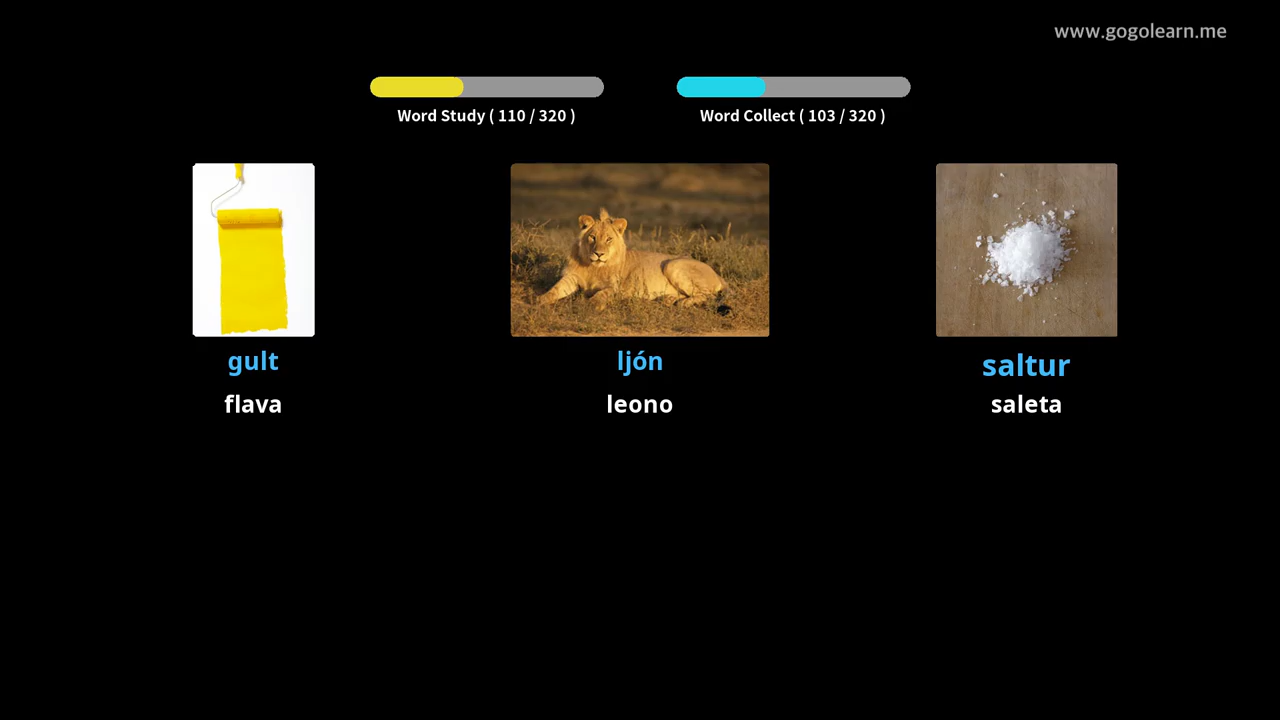 www.gogolearn.me
Word Study ( 110 / 320 )
Word Collect ( 103 / 320 )
gult
ljón
saltur
flava
leono
saleta